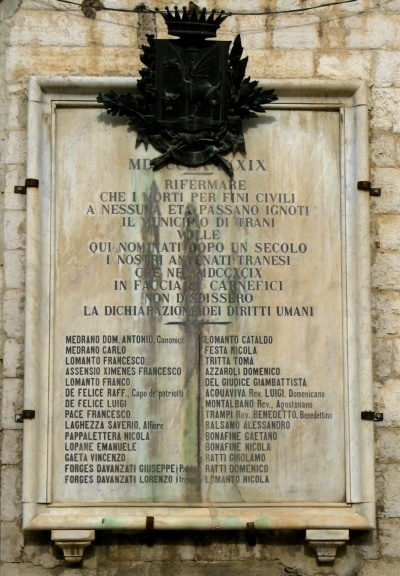 RIFERMARE
CHE I MORTI PER FINI CIVILI
A NESSUNA ETÀ PASSANO IGNOTI
IL MUNICIPIO DI TRANI
VOLLE
QUI NOMINATI DOPO UN SECOLO
I NOSTRI ANTENATI TRANESI
CHE NEL MDCCXCIX
IN FACCIA AI CARNEFICI
NON DISDISSERO
LA DICHIARAZIONE DEI DIRITTI UMANI
MEDRANO DOM. ANTONIO, Canonico
MEDRANO CARLO
LOMANTO FRANCESCO
ASSENSIO XIMENES FRANCESCO
LOMANTO FRANCO
DE FELICE RAFF., Capo de' patriotti
DE FELICE LUIGI
PACE FRANCESCO
LAGHEZZA SAVERIO, Alfiere
PAPPALETTERA NICOLA
LOPANE EMANUELE
GAETA VINCENZO
FORGES DAVANZATI GIUSEPPE
FORGES DAVANZATI LORENZO
LOMANTO CATALDO
FESTA NICOLA
TRITTA TOMA
AZZAROLI DOMENICO
DEL GIUDICE GIAMBATTISTA
ACQUAVIVA Rev. LUIGI, Domenicano
MONTALBANO Rev., Agostiniano
TRAMPI Rev. BENEDETTO, Benedettino
BALSAMO ALESSANDRO
BONAFINE GAETANO
BONAFINE NICOLA
RATTI GIROLAMO
RATTI DOMENICO
LOMANTO NICOLA